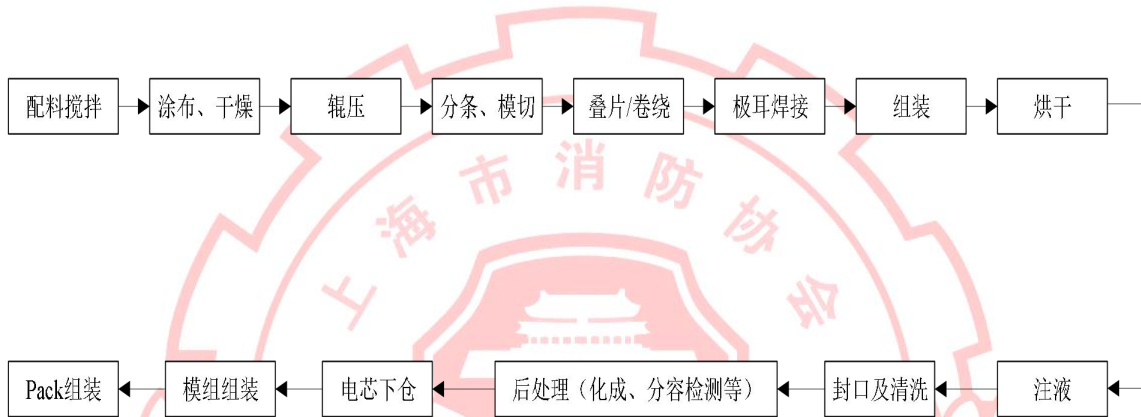 配料搅拌
涂布、干燥
辊压
分条、模切
叠片/卷绕
极耳焊接
组装
烘干
上海市消防协会
Pack组装
模组组装
电芯下仓
后处理（化成、分容检测等）
封口及清洗
注液